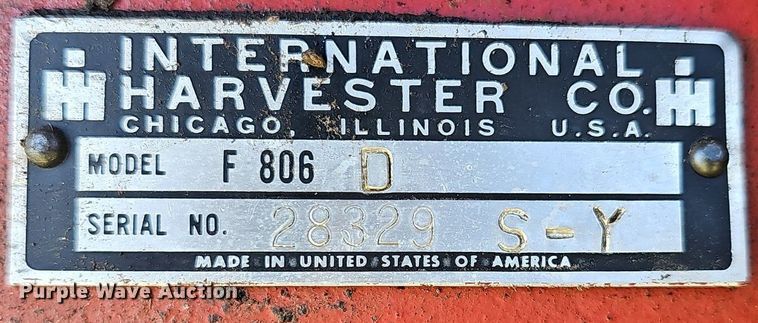 INTERNATIONAL
HARVESTER CO.
CHICAGO, ILLINOIS U.S.A.
MODEL F 806 D
SERIAL NO. 28329 S-Y
MADE IN UNITED STATES OF AMERICA
Purple Wave Auction